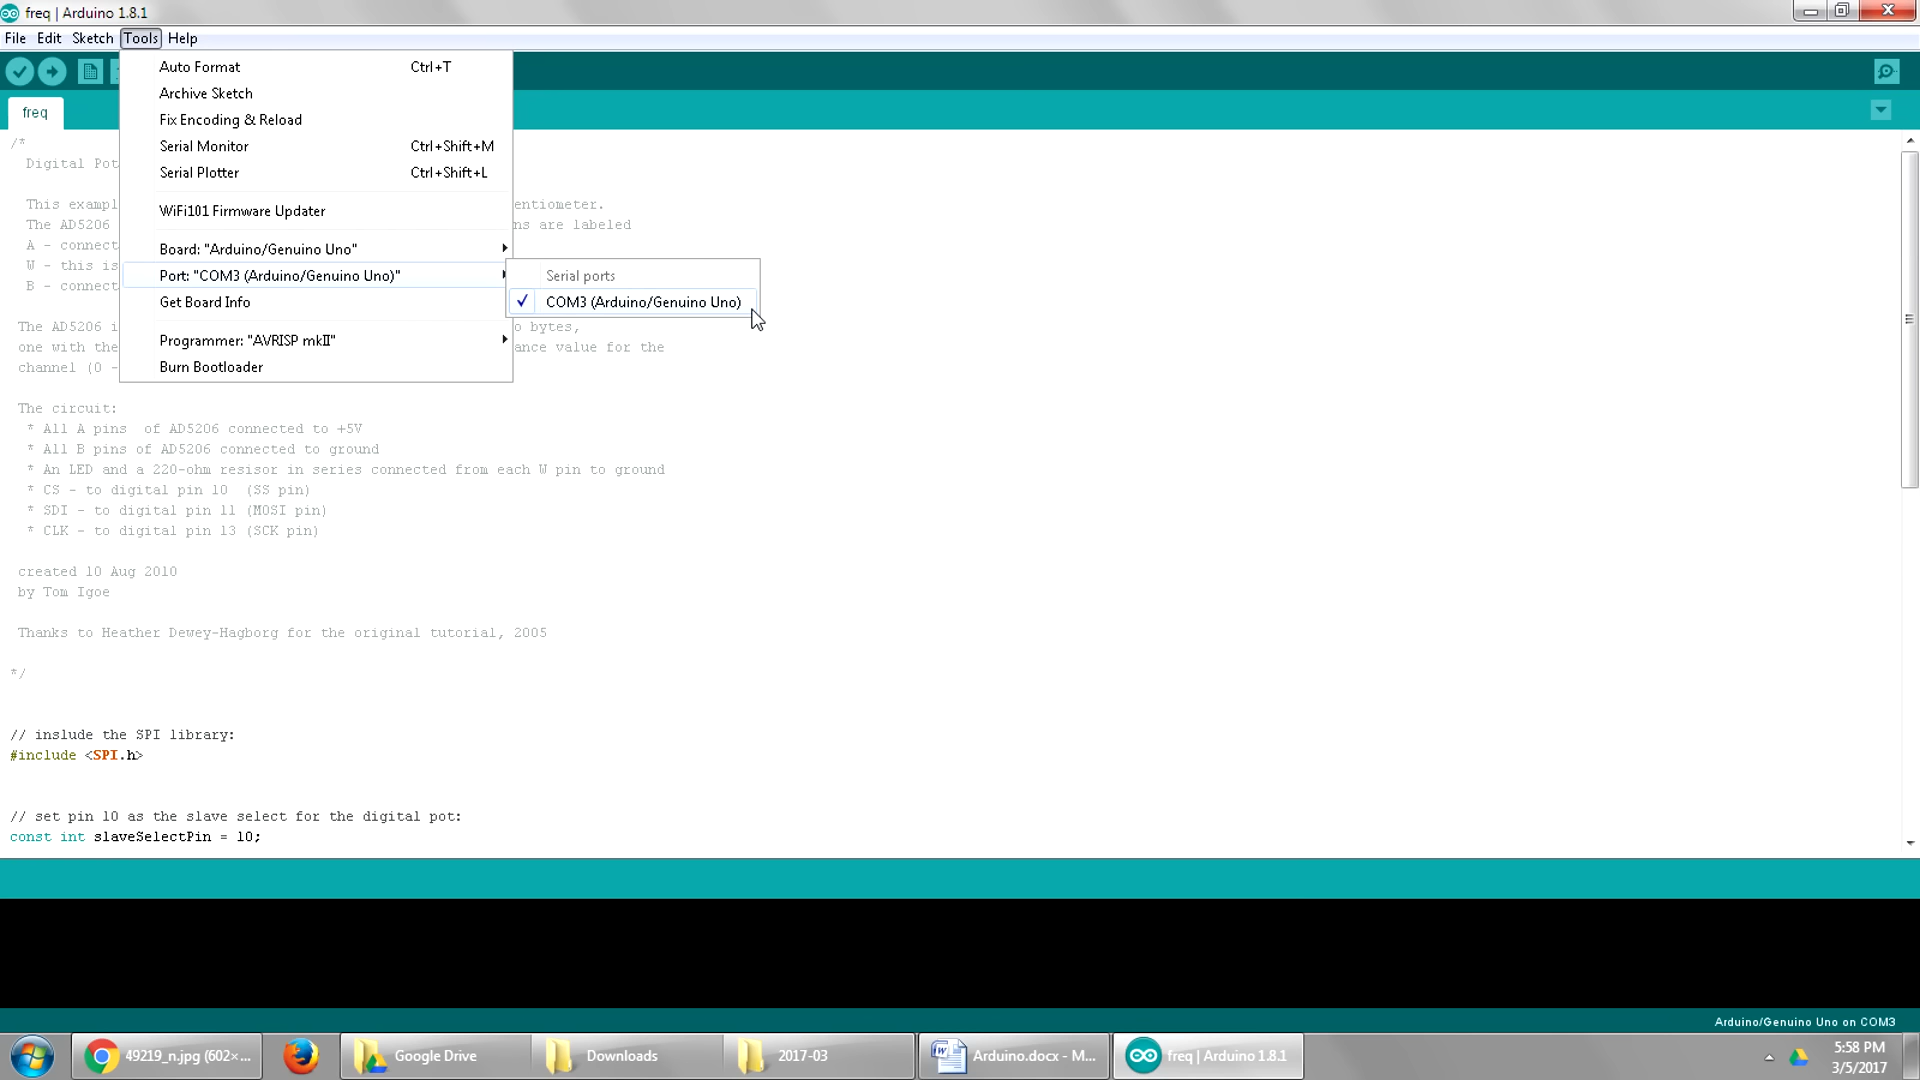 freq | Arduino 1.8.1
File Edit Sketch Tools Help
Auto Format Ctrl+T
Archive Sketch
Fix Encoding & Reload
Serial Monitor Ctrl+Shift+M
Serial Plotter Ctrl+Shift+L
WiFi101 Firmware Updater
Board: "Arduino/Genuino Uno"
Port: "COM3 (Arduino/Genuino Uno)"
Get Board Info
Programmer: "AVRISP mkII"
Burn Bootloader
Serial ports
COM3 (Arduino/Genuino Uno)
freq
/*
Digital Pot
This exampl entiometer.
The AD5206 ns are labeled
A - connect
W - this is
B - connect
The AD5206 i o bytes,
one with the ance value for the
channel (0 -
The circuit:
* All A pins  of AD5206 connected to +5V
* All B pins of AD5206 connected to ground
* An LED and a 220-ohm resisor in series connected from each W pin to ground
* CS - to digital pin 10  (SS pin)
* SDI - to digital pin 11 (MOSI pin)
* CLK - to digital pin 13 (SCK pin)
created 10 Aug 2010
by Tom Igoe
Thanks to Heather Dewey-Hagborg for the original tutorial, 2005
*/
// inslude the SPI library:
#include <SPI.h>
// set pin 10 as the slave select for the digital pot:
const int slaveSelectPin = 10;
Arduino/Genuino Uno on COM3
49219_n.jpg (602×... Google Drive Downloads 2017-03 Arduino.docx - M... freq | Arduino 1.8.1
5:58 PM
3/5/2017